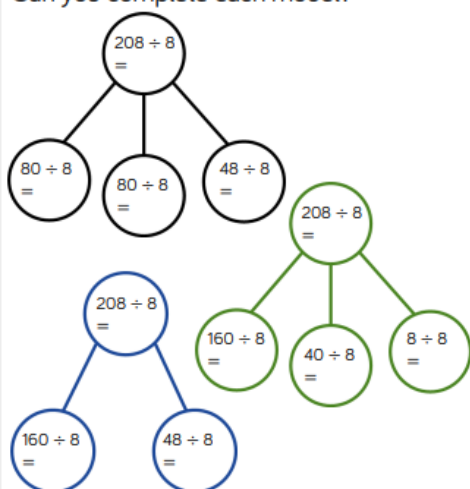 208 ÷ 8
=
80 ÷ 8
=
80 ÷ 8
=
48 ÷ 8
=
208 ÷ 8
=
160 ÷ 8
=
40 ÷ 8
=
8 ÷ 8
=
208 ÷ 8
=
160 ÷ 8
=
48 ÷ 8
=